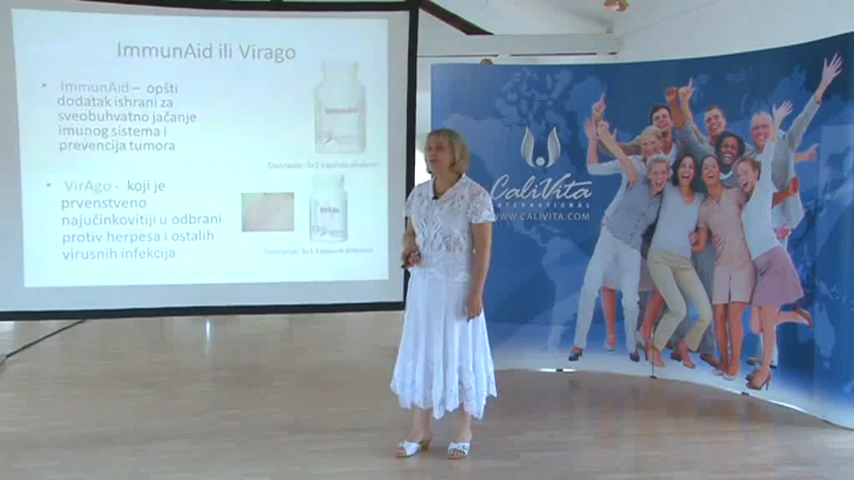 ImmunAid ili Virago
• ImmunAid – opšti
dodatak ishrani za
sveobuhvatno jačanje
imunog sistema i
prevencija tumora
• VirAgo - koji je
prvenstveno
najučinkovitiji u odbrani
protiv herpesa i ostalih
virusnih infekcija
CaliVita
INTERNATIONAL
WWW.CALIVITA.COM